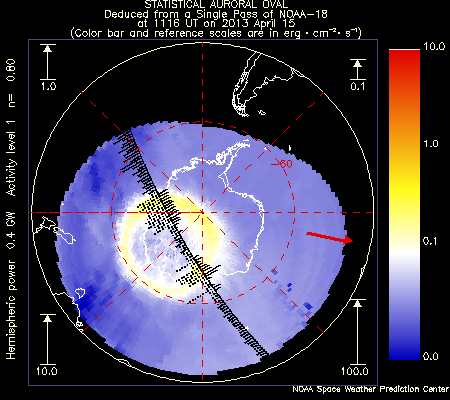 STATISTICAL AURORAL OVAL
Deduced from a Single Pass of NOAA-18
at 1116 UT on 2013 April 15
(Color bar and reference scales are in erg·cm⁻²·s⁻¹)
Hemispheric power 0.4 GW Activity level 1 n= 0.80
1.0
0.1
10.0
100.0
-60
10.0
1.0
0.1
0.0
NOAA Space Weather Prediction Center